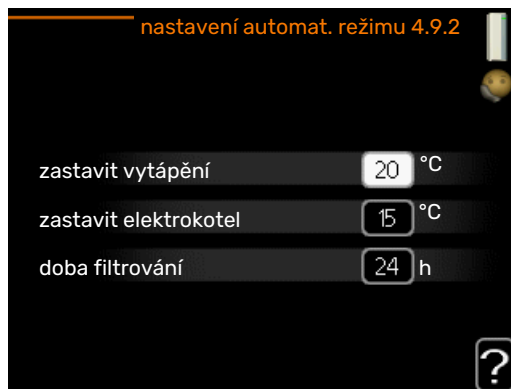 nastavení automat. režimu 4.9.2
zastavit vytápění 20 °C
zastavit elektrokotel 15 °C
doba filtrování 24 h
?